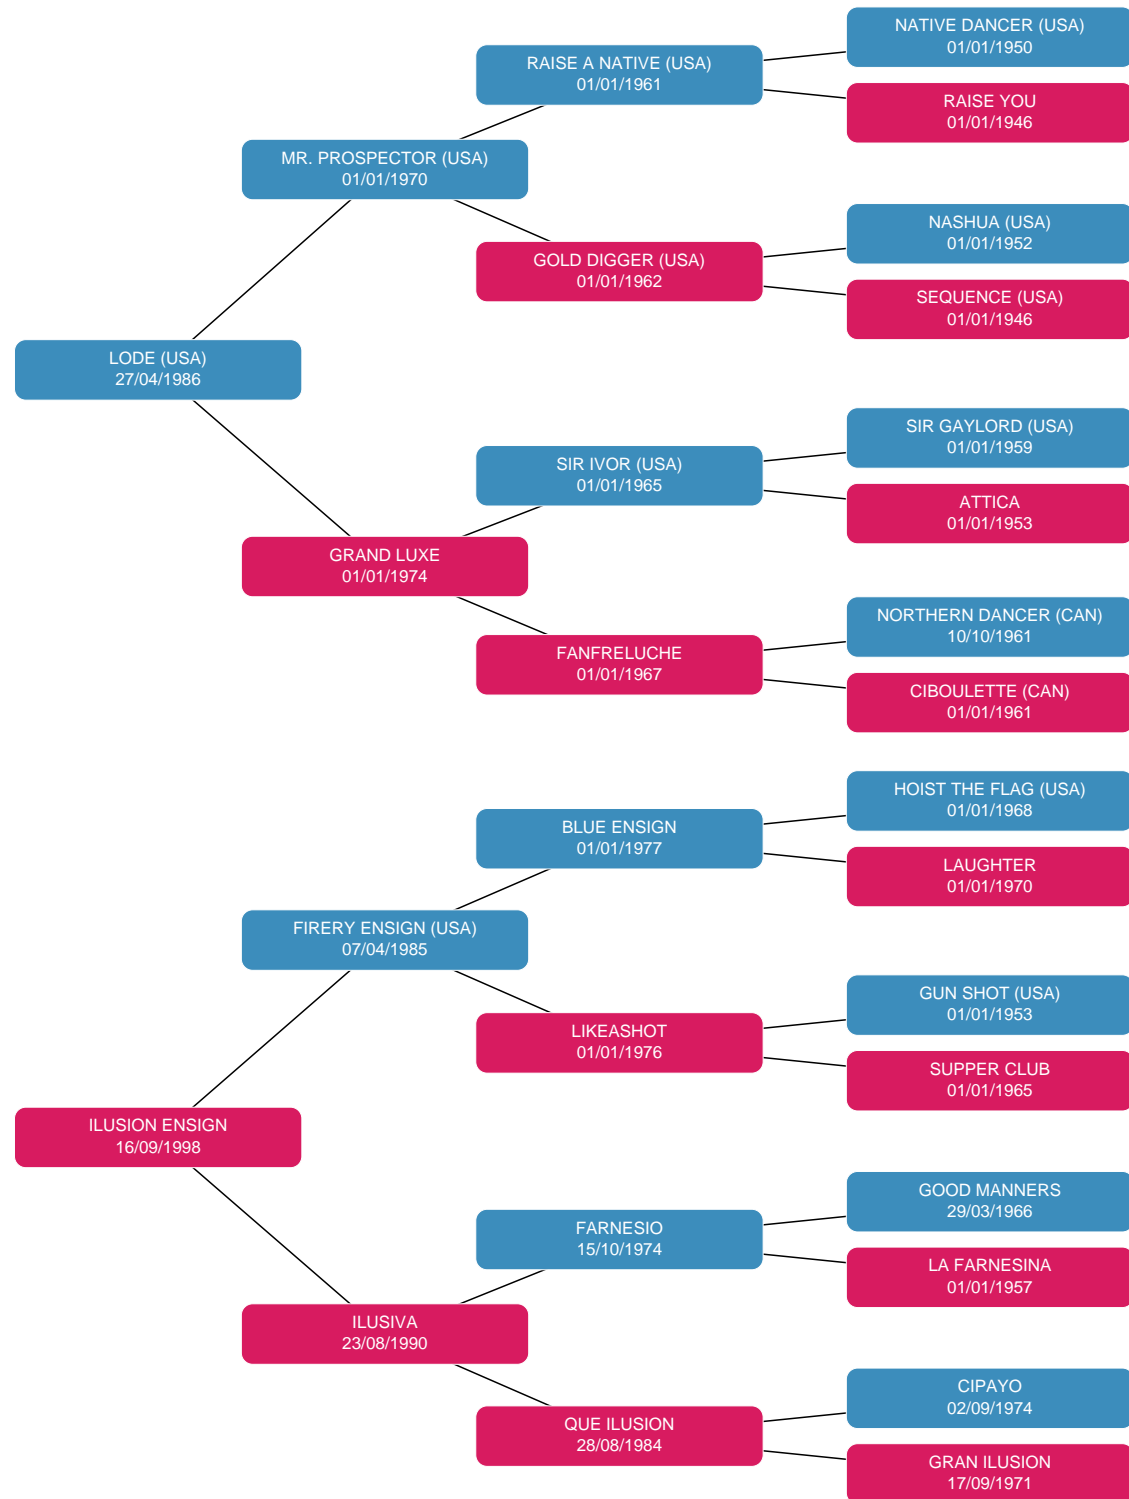 NATIVE DANCER (USA)
01/01/1950
RAISE A NATIVE (USA)
01/01/1961
RAISE YOU
01/01/1946
MR. PROSPECTOR (USA)
01/01/1970
NASHUA (USA)
01/01/1952
GOLD DIGGER (USA)
01/01/1962
SEQUENCE (USA)
01/01/1946
LODE (USA)
27/04/1986
SIR GAYLORD (USA)
01/01/1959
SIR IVOR (USA)
01/01/1965
ATTICA
01/01/1953
GRAND LUXE
01/01/1974
NORTHERN DANCER (CAN)
10/10/1961
FANFRELUCHE
01/01/1967
CIBOULETTE (CAN)
01/01/1961
HOIST THE FLAG (USA)
01/01/1968
BLUE ENSIGN
01/01/1977
LAUGHTER
01/01/1970
FIRERY ENSIGN (USA)
07/04/1985
GUN SHOT (USA)
01/01/1953
LIKEASHOT
01/01/1976
SUPPER CLUB
01/01/1965
ILUSION ENSIGN
16/09/1998
GOOD MANNERS
29/03/1966
FARNESIO
15/10/1974
LA FARNESINA
01/01/1957
ILUSIVA
23/08/1990
CIPAYO
02/09/1974
QUE ILUSION
28/08/1984
GRAN ILUSION
17/09/1971